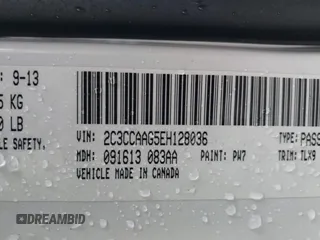 : 9-13
5 KG
0 LB
LE SAFETY,
VIN: 2C3CCAAG5EH128036
TYPE: PASS
MDH: 091613 083AA
PAINT: PW7
TRIM: TLX9
VEHICLE MADE IN CANADA
DREAMBID